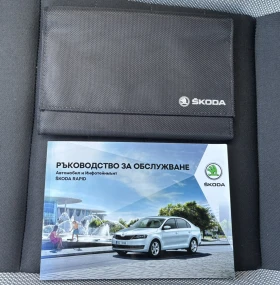 ŠKODA
РЪКОВОДСТВО ЗА ОБСЛУЖВАНЕ
Автомобил и Инфотейнмънт
ŠKODA RAPID
ŠKODA